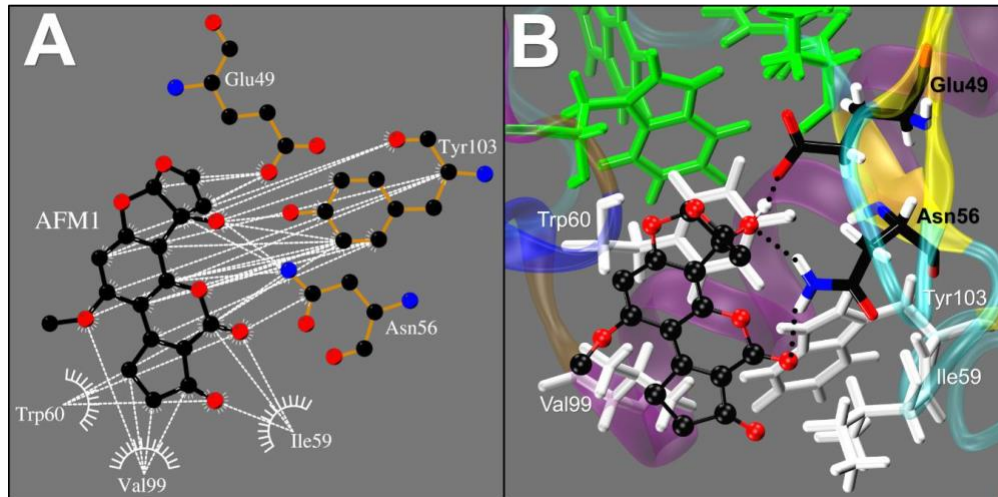 A
Glu49
Tyr103
AFM1
Asn56
Trp60
Ile59
Val99
B
Glu49
Trp60
Asn56
Tyr103
Ile59
Val99